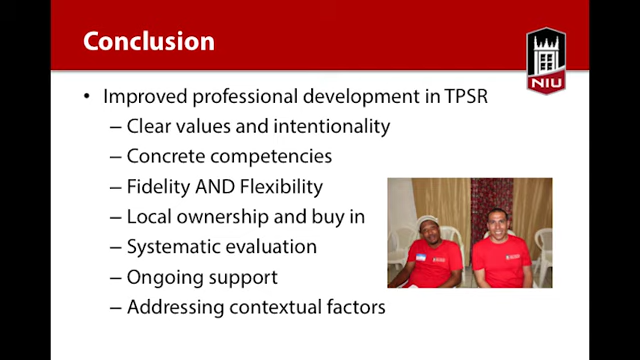 Conclusion
NIU
• Improved professional development in TPSR
– Clear values and intentionality
– Concrete competencies
– Fidelity AND Flexibility
– Local ownership and buy in
– Systematic evaluation
– Ongoing support
– Addressing contextual factors